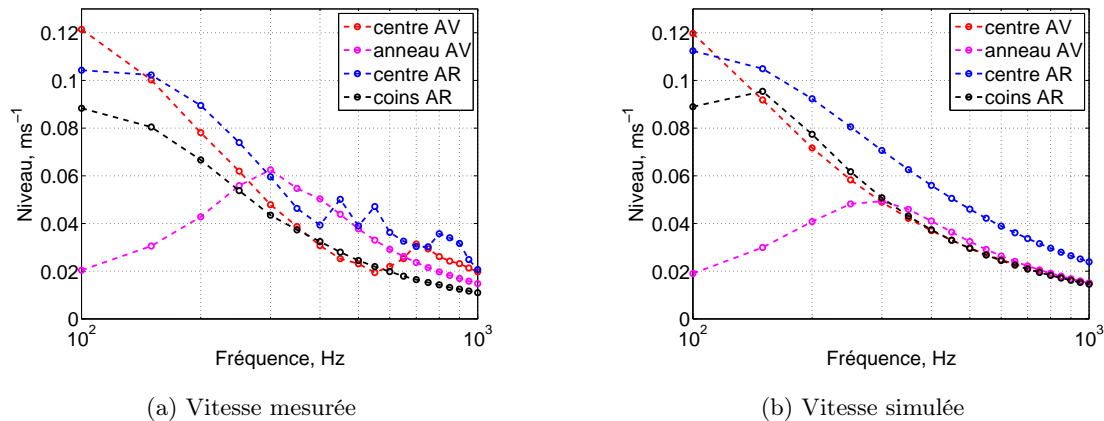 0.12
0.1
0.08
0.06
0.04
0.02
0
10²
10³
Niveau, ms⁻¹
Fréquence, Hz
centre AV
anneau AV
centre AR
coins AR
(a) Vitesse mesurée
0.12
0.1
0.08
0.06
0.04
0.02
0
10²
10³
Niveau, ms⁻¹
Fréquence, Hz
centre AV
anneau AV
centre AR
coins AR
(b) Vitesse simulée